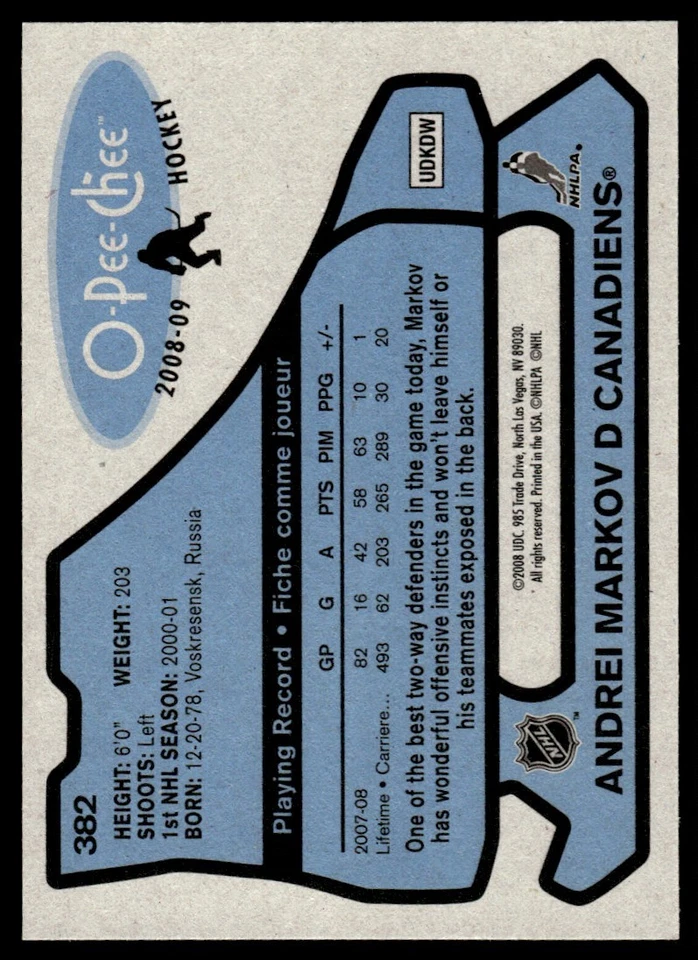 382
O-Pee-Chee™
2008-09 HOCKEY
HEIGHT: 6'0" WEIGHT: 203
SHOOTS: Left
1st NHL SEASON: 2000-01
BORN: 12-20-78, Voskresensk, Russia
UDKDW
Playing Record • Fiche comme joueur
GP G A PTS PIM PPG +/-
2007-08 82 16 42 58 63 10 1
Lifetime • Carriere... 493 62 203 265 289 30 20
One of the best two-way defenders in the game today, Markov
has wonderful offensive instincts and won't leave himself or
his teammates exposed in the back.
NHL™
©2008 UDC. 985 Trade Drive, North Las Vegas, NV 89030.
All rights reserved. Printed in the USA. ©NHLPA ©NHL
NHLPA®
ANDREI MARKOV D CANADIENS®